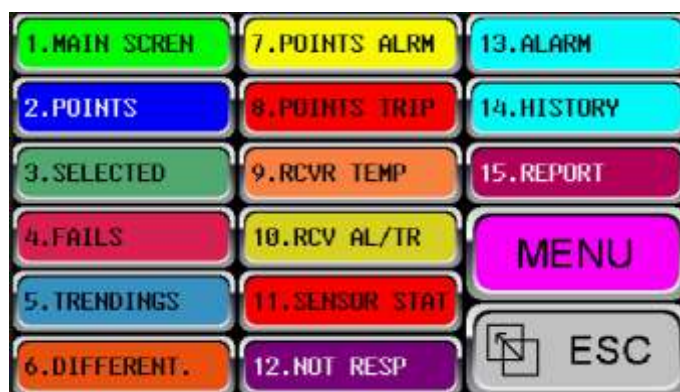 1.MAIN SCREN
2.POINTS
3.SELECTED
4.FAILS
5.TRENDINGS
6.DIFFERENT.
7.POINTS ALRM
8.POINTS TRIP
9.RCVR TEMP
10.RCV AL/TR
11.SENSOR STAT
12.NOT RESP
13.ALARM
14.HISTORY
15.REPORT
MENU
ESC